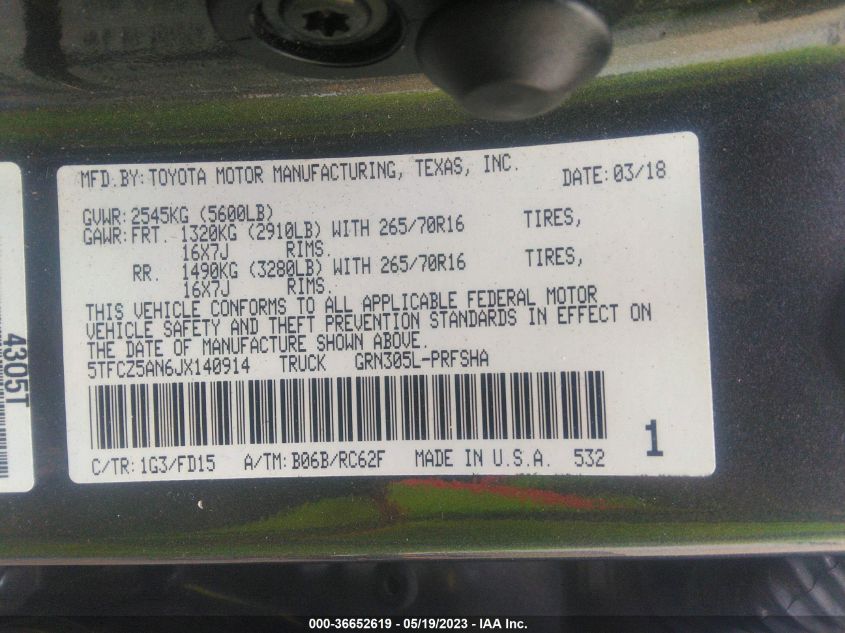 MFD.BY:TOYOTA MOTOR MANUFACTURING, TEXAS, INC. DATE:03/18
GVWR:2545KG (5600LB)
GAWR:FRT. 1320KG (2910LB) WITH 265/70R16 TIRES,
16X7J RIMS.
RR. 1490KG (3280LB) WITH 265/70R16 TIRES,
16X7J RIMS.
THIS VEHICLE CONFORMS TO ALL APPLICABLE FEDERAL MOTOR
VEHICLE SAFETY AND THEFT PREVENTION STANDARDS IN EFFECT ON
THE DATE OF MANUFACTURE SHOWN ABOVE.
5TFCZ5AN6JX140914 TRUCK GRN305L-PRFSHA
C/TR:1G3/FD15 A/TM:B06B/RC62F MADE IN U.S.A. 532
1
4305T
000-36652619 - 05/19/2023 - IAA Inc.